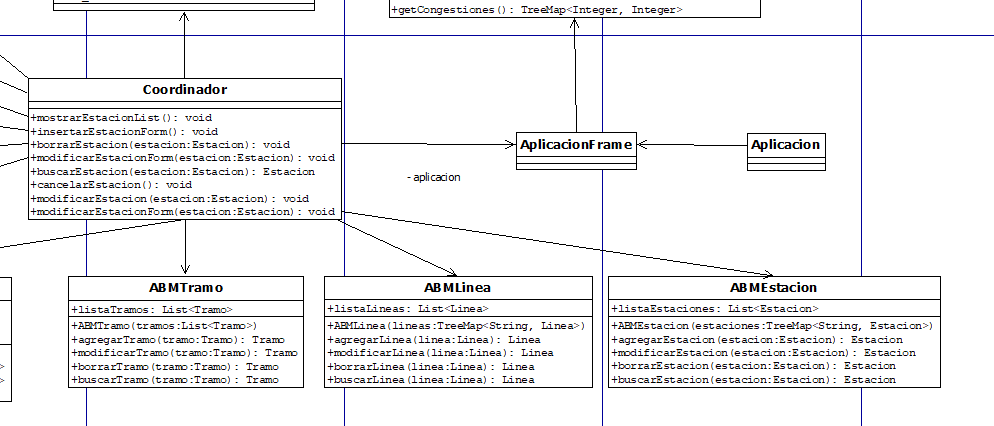 +getCongestiones(): TreeMap<Integer, Integer>
Coordinador
+mostrarEstacionList(): void
+insertarEstacionForm(): void
+borrarEstacion(estacion:Estacion): void
+modificarEstacionForm(estacion:Estacion): void
+buscarEstacion(estacion:Estacion): Estacion
+cancelarEstacion(): void
+modificarEstacion(estacion:Estacion): void
+modificarEstacionForm(estacion:Estacion): void
AplicacionFrame
Aplicacion
- aplicacion
ABMTramo
+listaTramos: List<Tramo>
+ABMTramo(tramos:List<Tramo>)
+agregarTramo(tramo:Tramo): Tramo
+modificarTramo(tramo:Tramo): Tramo
+borrarTramo(tramo:Tramo): Tramo
+buscarTramo(tramo:Tramo): Tramo
ABMLinea
+listaLineas: List<Linea>
+ABMLinea(lineas:TreeMap<String, Linea>)
+agregarLinea(linea:Linea): Linea
+modificarLinea(linea:Linea): Linea
+borrarLinea(linea:Linea): Linea
+buscarLinea(linea:Linea): Linea
ABMEstacion
+listaEstaciones: List<Estacion>
+ABMEstacion(estaciones:TreeMap<String, Estacion>)
+agregarEstacion(estacion:Estacion): Estacion
+modificarEstacion(estacion:Estacion): Estacion
+borrarEstacion(estacion:Estacion): Estacion
+buscarEstacion(estacion:Estacion): Estacion